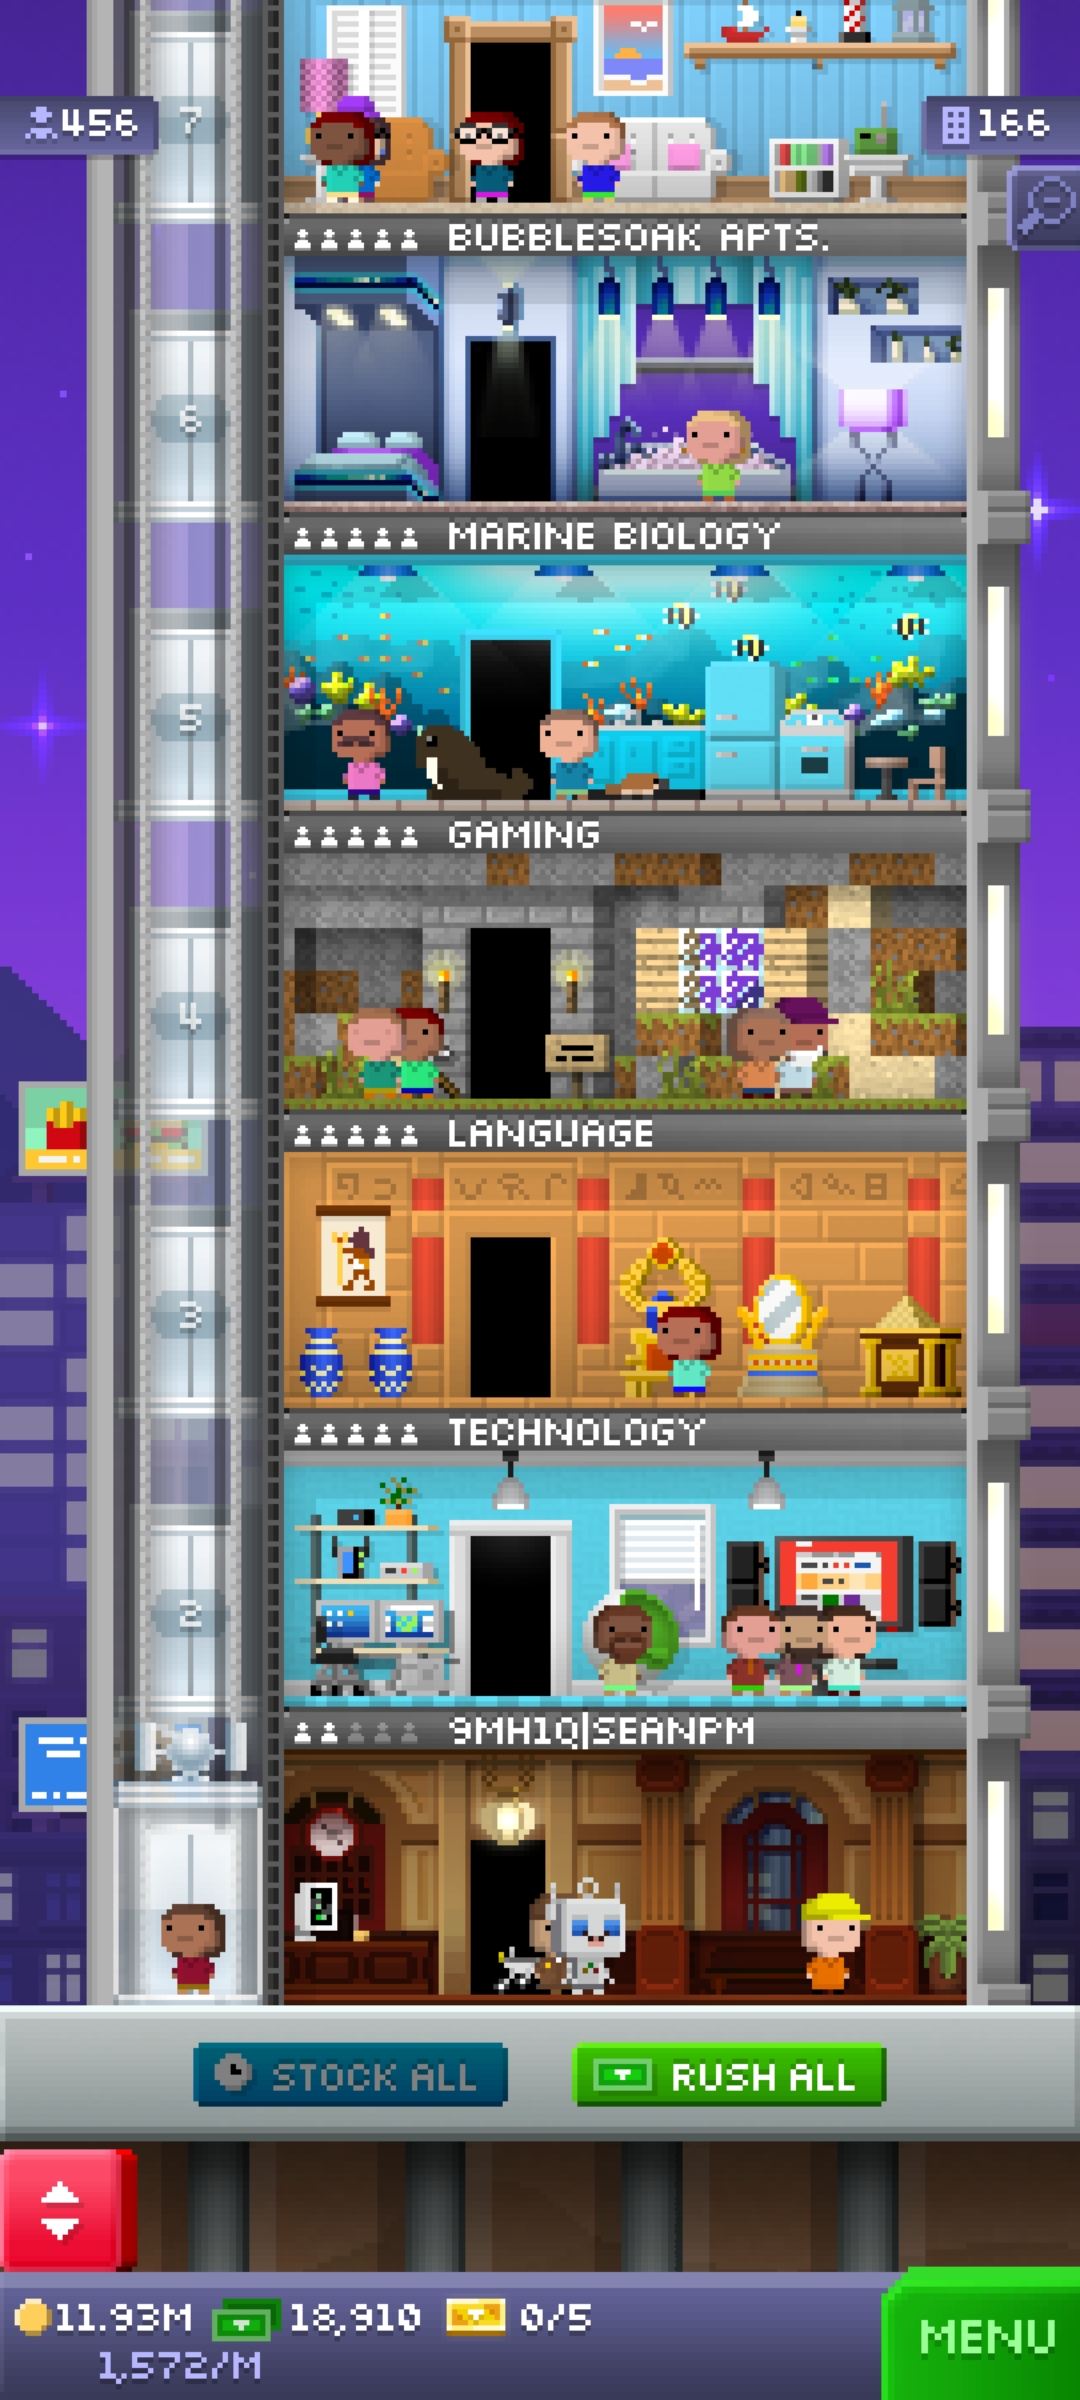 7
456
166
BUBBLESOAK APTS.
6
MARINE BIOLOGY
5
GAMING
4
LANGUAGE
3
TECHNOLOGY
2
9MH1Q|SEANPM
STOCK ALL
RUSH ALL
11.93M
18,910
0/5
1,572/M
MENU